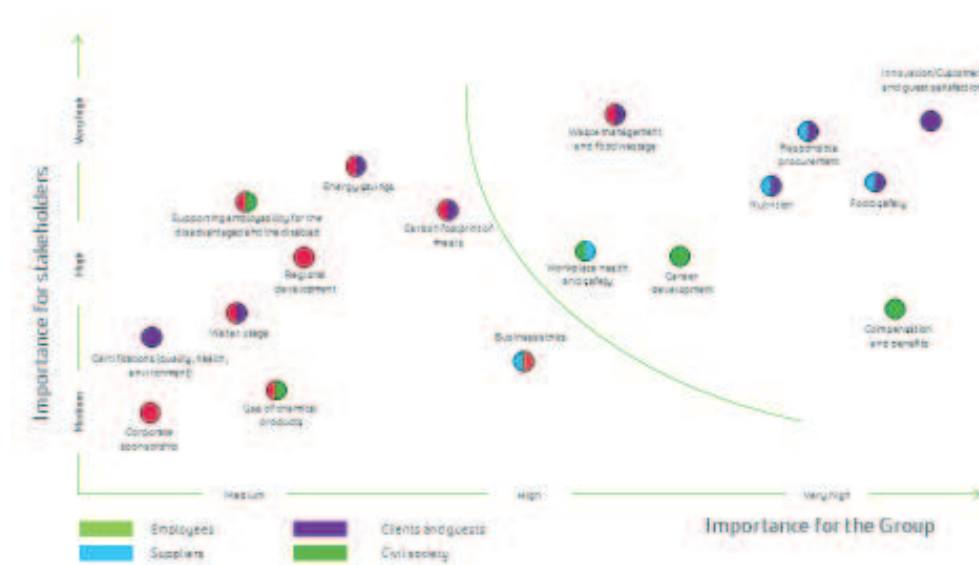 Innovation/Customer
and guest satisfaction
Very high
Waste management
and food wastage
Responsible
procurement
Energy savings
Nutrition
Food safety
Supporting employability for the
disadvantaged and the disabled
Carbon footprint of
meals
Importance for stakeholders
High
Regional
development
Workplace health
and safety
Career
development
Water usage
Business ethics
Compensation
and benefits
Certifications (quality, health,
environment)
Medium
Use of chemical
products
Corporate
sponsorship
Medium
High
Very high
Employees
Clients and guests
Importance for the Group
Suppliers
Civil society